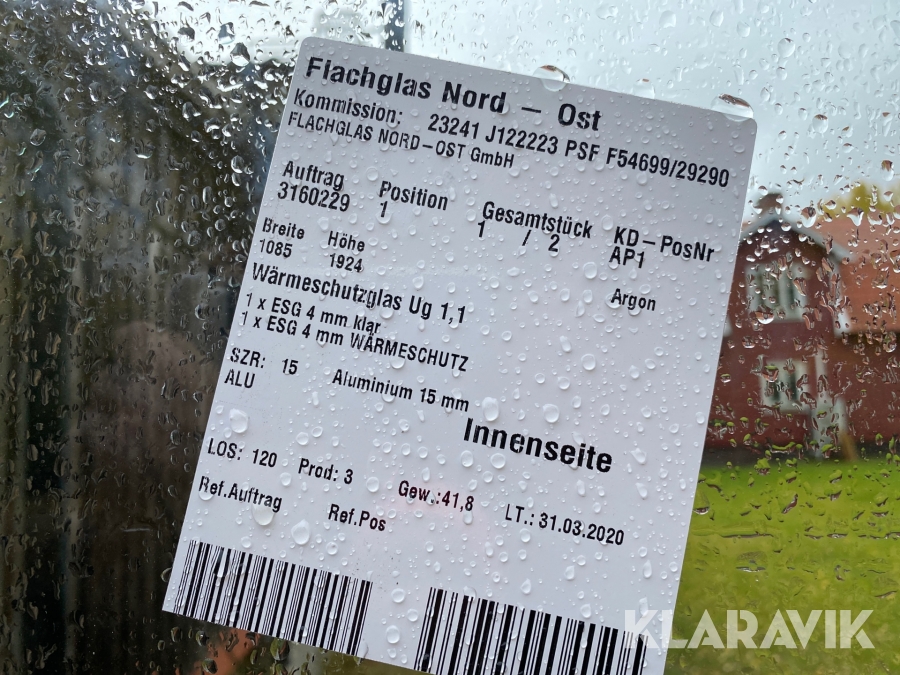 Flachglas Nord – Ost
Kommission: 23241 J122223 PSF F54699/29290
FLACHGLAS NORD-OST GmbH
Auftrag Position Gesamtstück KD-PosNr
3160229 1 1 / 2 AP1
Breite Höhe
1085 1924 Argon
Wärmeschutzglas Ug 1,1
1 x ESG 4 mm klar
1 x ESG 4 mm WÄRMESCHUTZ
SZR: 15 Aluminium 15 mm
ALU
Innenseite
LOS: 120 Prod: 3 Gew.:41,8 LT.: 31.03.2020
Ref.Auftrag Ref.Pos
KLARAVIK